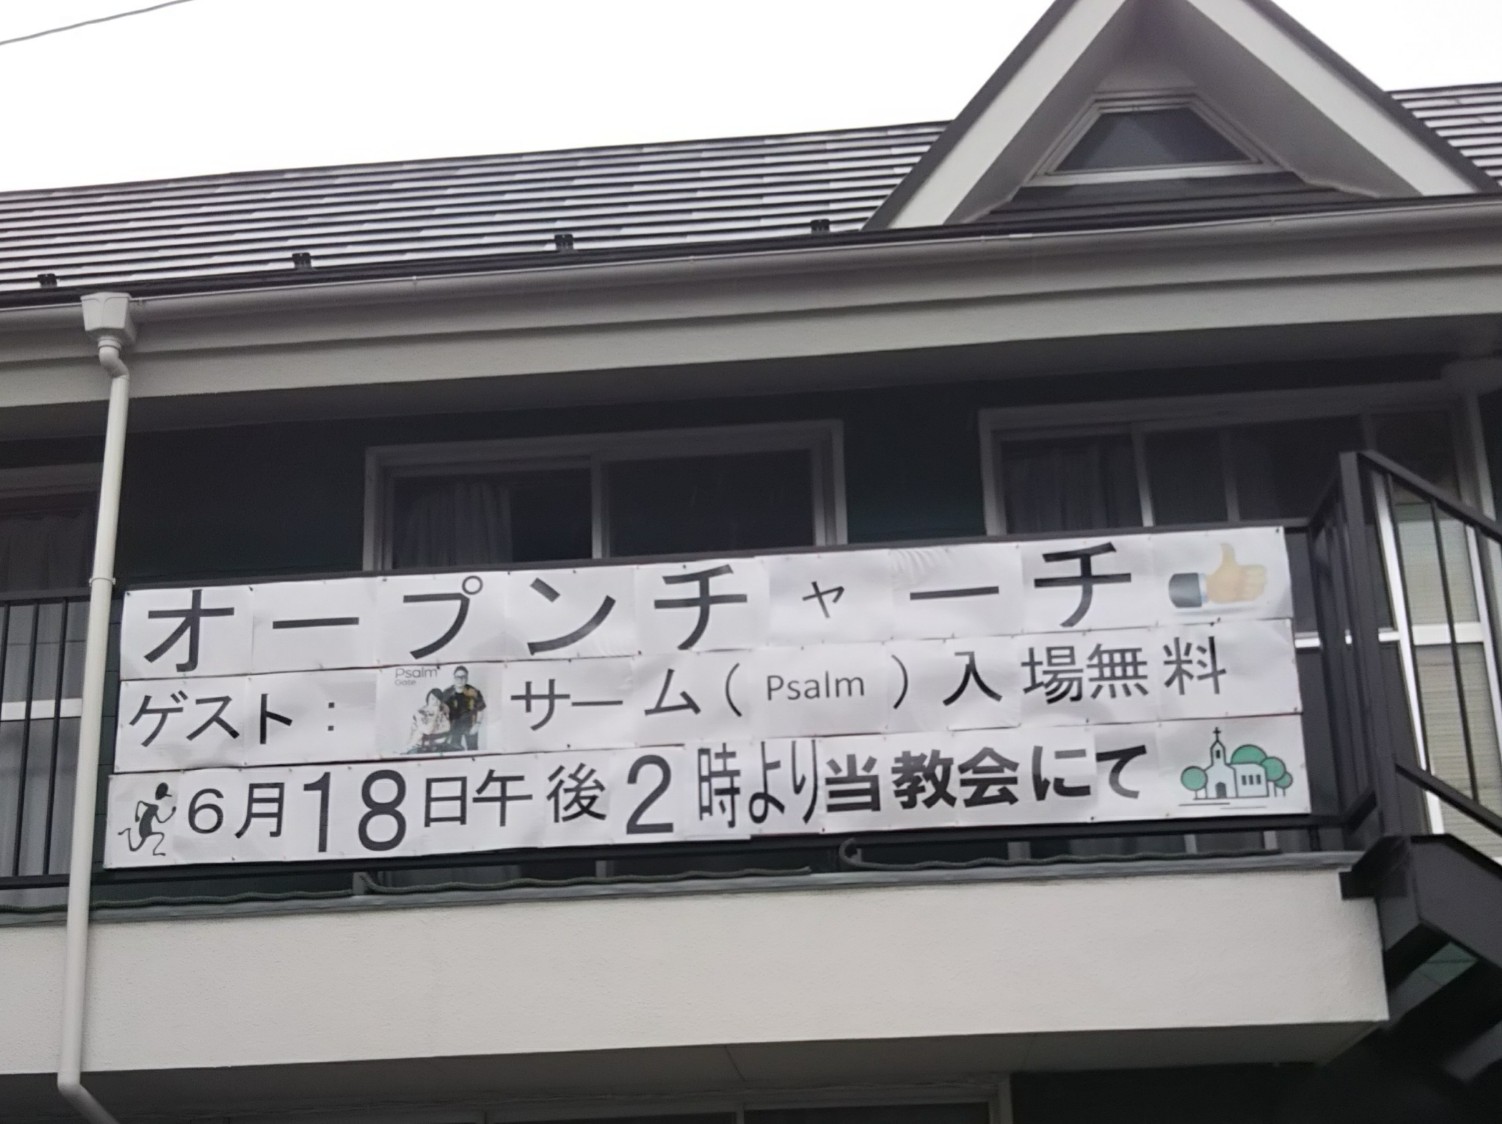 オープンチャーチ
ゲスト：
Psalm
サーム（Psalm）入場無料
6月18日午後2時より当教会にて